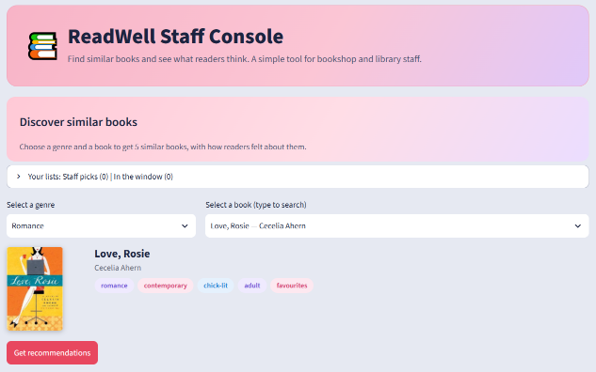 ReadWell Staff Console
Find similar books and see what readers think. A simple tool for bookshop and library staff.
Discover similar books
Choose a genre and a book to get 5 similar books, with how readers felt about them.
Your lists: Staff picks (0) | In the window (0)
Select a genre
Select a book (type to search)
Romance
Love, Rosie — Cecelia Ahern
Love, Rosie
Love, Rosie
Cecelia Ahern
romance
contemporary
chick-lit
adult
favourites
Get recommendations